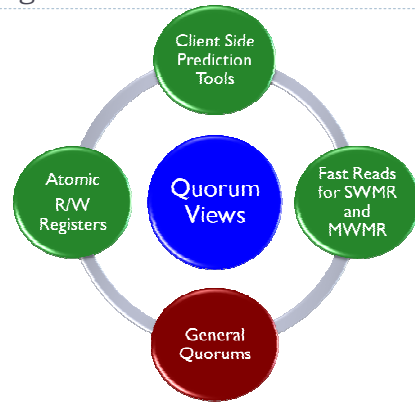 Client Side
Prediction
Tools
Atomic
R/W
Registers
Quorum
Views
Fast Reads
for SWMR
and
MWMR
General
Quorums